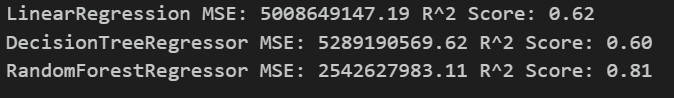 LinearRegression MSE: 5008649147.19 R^2 Score: 0.62
DecisionTreeRegressor MSE: 5289190569.62 R^2 Score: 0.60
RandomForestRegressor MSE: 2542627983.11 R^2 Score: 0.81